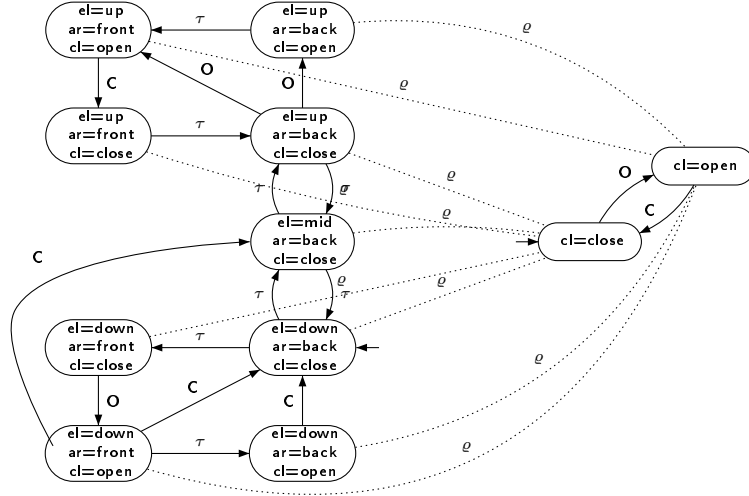 el=up
ar=front
cl=open
τ
el=up
ar=back
cl=open
ϱ
C
O
O
ϱ
el=up
ar=front
cl=close
τ
el=up
ar=back
cl=close
cl=open
τ
τ
ϱ
ϱ
O
C
ϱ
el=mid
ar=back
cl=close
cl=close
C
τ
ϱ
τ
ϱ
el=down
ar=front
cl=close
τ
el=down
ar=back
cl=close
O
C
C
ϱ
el=down
ar=front
cl=open
τ
el=down
ar=back
cl=open
ϱ